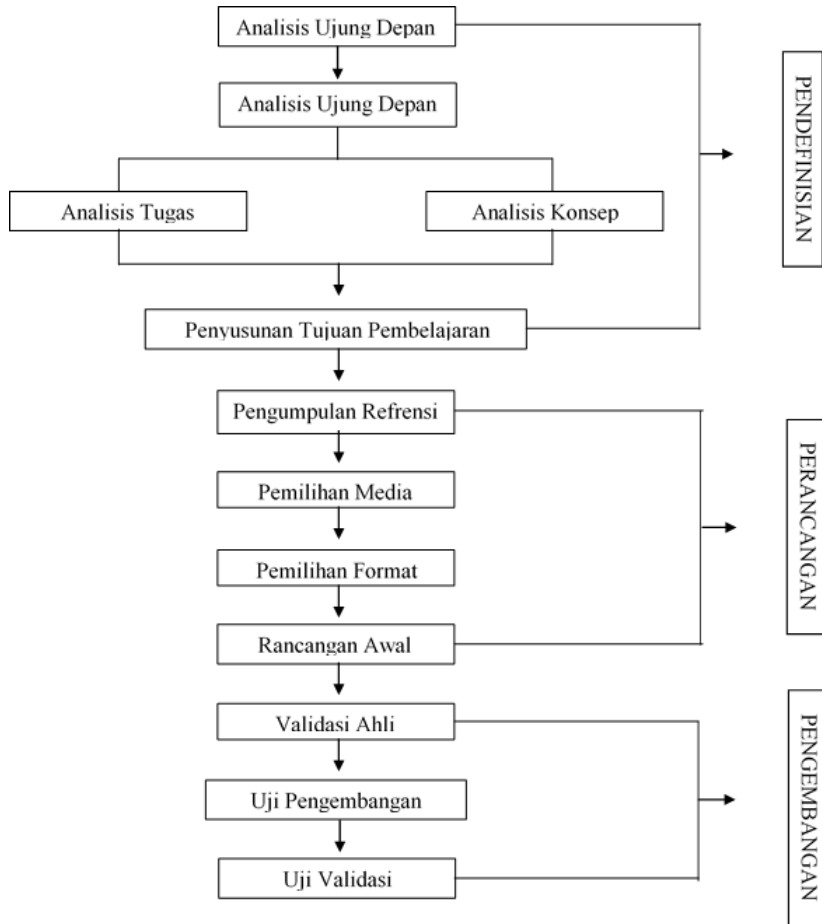 Analisis Ujung Depan
Analisis Ujung Depan
Analisis Tugas
Analisis Konsep
Penyusunan Tujuan Pembelajaran
PENDEFINISIAN
Pengumpulan Refrensi
Pemilihan Media
Pemilihan Format
Rancangan Awal
PERANCANGAN
Validasi Ahli
Uji Pengembangan
Uji Validasi
PENGEMBANGAN